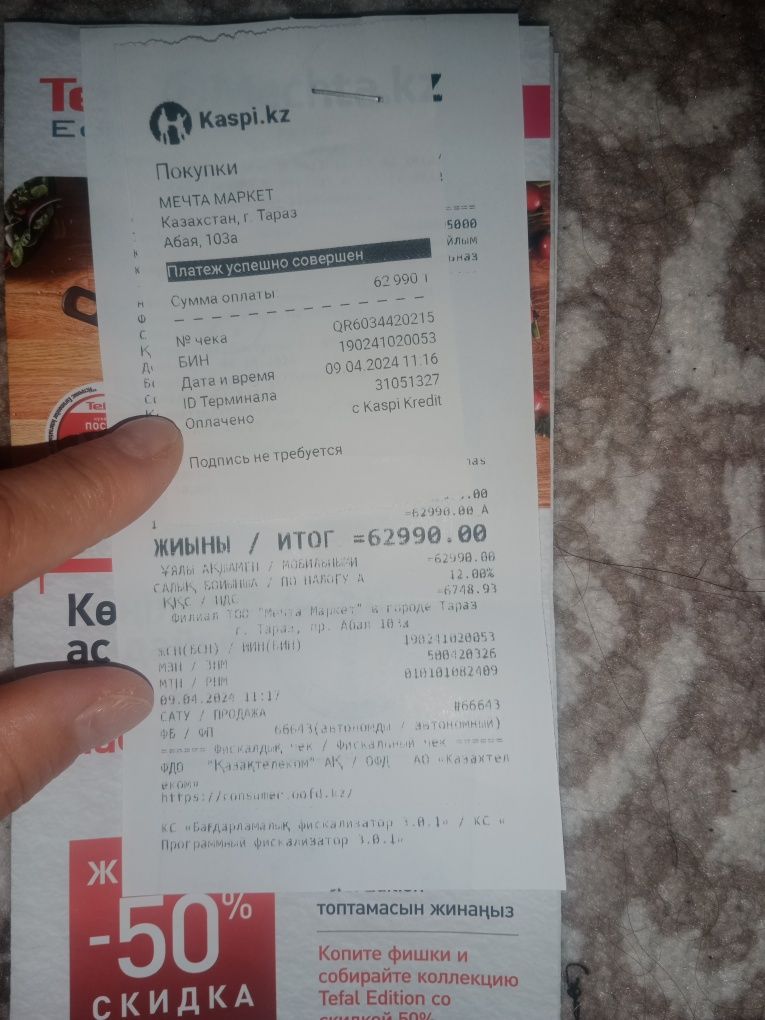 Kaspi.kz
Покупки
МЕЧТА МАРКЕТ
Казахстан, г. Тараз
Абая, 103а
Платеж успешно совершен
Сумма оплаты 62 990 т
№ чека QR6034420215
БИН 190241020053
Дата и время 09.04.2024 11:16
ID Терминала 31051327
Оплачено с Kaspi Kredit
Подпись не требуется
=62990.00 А
ЖИЫНЫ / ИТОГ =62990.00
ҰЯЛЫ АҚШАМЕН / МОБИЛЬНЫМИ =62990.00
САЛЫҚ БОЙЫНША / ПО НАЛОГУ А 12.00%
ҚҚС / НДС =6748.93
Филиал ТОО "Мечта Маркет" в городе Тараз
г. Тараз, пр. Абая 103а
ЖСН(БСН) / ИИН(БИН) 190241020053
МЗН / ЗНМ 500420326
МТН / РНМ 010101082409
09.04.2024 11:17
САТУ / ПРОДАЖА #66643
ФБ / ФП 66643(автономды / автономный)
====== Фискалдық чек / Фискальный чек ======
ФДО "Қазақтелеком" АҚ / ОФД АО «Казахтел
еком»
https://consumer.oofd.kz/
КС «Бағдарламалық фискализатор 3.0.1» / КС «
Программный фискализатор 3.0.1»
Кө
ас
Ж
-50%
СКИДКА
топтамасын жинаңыз
Копите фишки и
собирайте коллекцию
Tefal Edition со
скидкой 50%